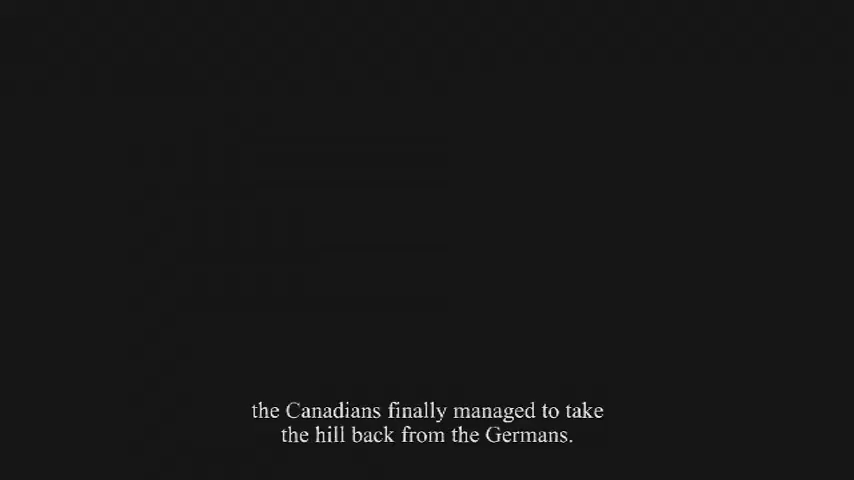 the Canadians finally managed to take
the hill back from the Germans.